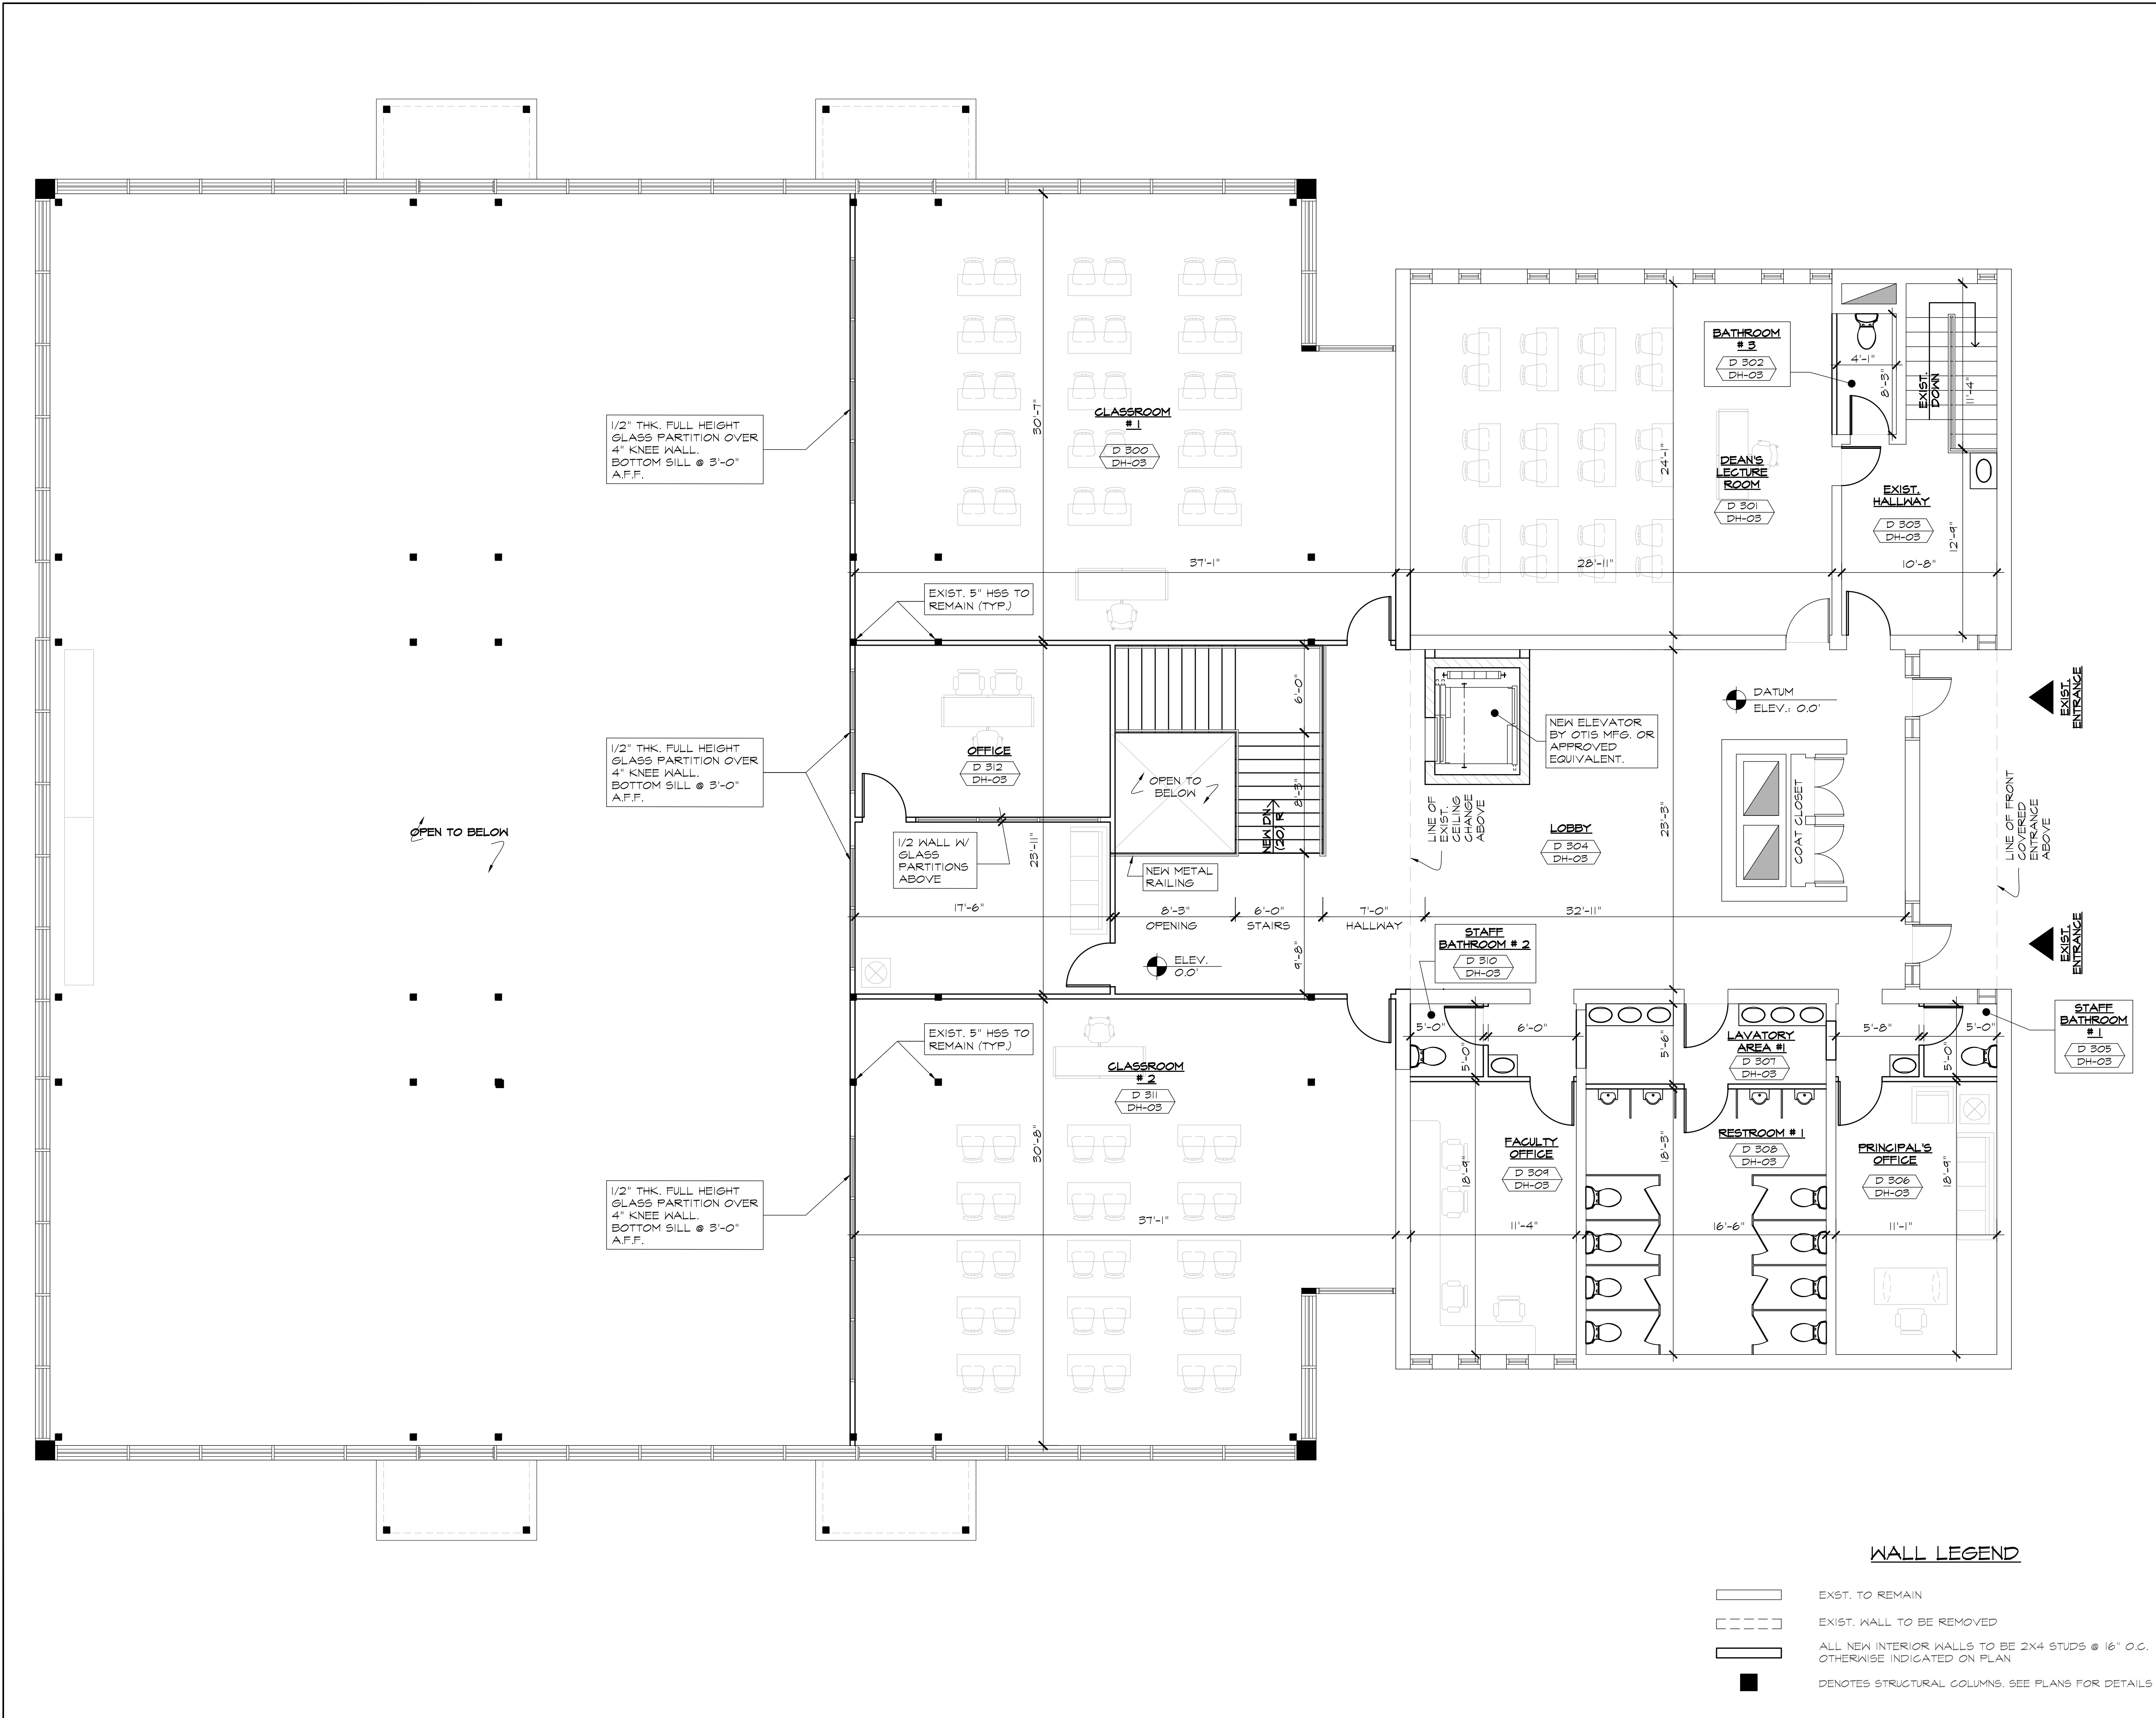 BATHROOM
# 3
D 302
DH-03
4'-1"
8'-3"
EXIST.
DOWN
11'-4"
1/2" THK. FULL HEIGHT
GLASS PARTITION OVER
4" KNEE WALL.
BOTTOM SILL @ 3'-0"
A.F.F.
30'-7"
CLASSROOM
# 1
D 300
DH-03
24'-1"
DEAN'S
LECTURE
ROOM
D 301
DH-03
EXIST.
HALLWAY
D 303
DH-03
12'-9"
37'-1"
28'-11"
10'-8"
EXIST. 5" HSS TO
REMAIN (TYP.)
6'-0"
DATUM
ELEV.: 0.0'
EXIST.
ENTRANCE
NEW ELEVATOR
BY OTIS MFG. OR
APPROVED
EQUIVALENT.
1/2" THK. FULL HEIGHT
GLASS PARTITION OVER
4" KNEE WALL.
BOTTOM SILL @ 3'-0"
A.F.F.
OFFICE
D 312
DH-03
OPEN TO
BELOW
8'-3"
NEW DN
(20) R
LINE OF
EXIST.
CEILING
CHANGE
ABOVE
23'-3"
COAT CLOSET
LINE OF FRONT
COVERED
ENTRANCE
ABOVE
OPEN TO BELOW
LOBBY
D 304
DH-03
1/2 WALL W/
GLASS
PARTITIONS
ABOVE
23'-11"
NEW METAL
RAILING
17'-6"
8'-3"
OPENING
6'-0"
STAIRS
7'-0"
HALLWAY
32'-11"
STAFF
BATHROOM # 2
D 310
DH-03
EXIST.
ENTRANCE
9'-8"
ELEV.
0.0'
EXIST. 5" HSS TO
REMAIN (TYP.)
5'-0"
6'-0"
5'-0"
5'-6"
LAVATORY
AREA #1
D 307
DH-03
5'-8"
5'-0"
5'-0"
STAFF
BATHROOM
# 1
D 305
DH-03
CLASSROOM
# 2
D 311
DH-03
30'-8"
FACULTY
OFFICE
D 309
DH-03
18'-9"
18'-3"
RESTROOM # 1
D 308
DH-03
PRINCIPAL'S
OFFICE
D 306
DH-03
18'-9"
1/2" THK. FULL HEIGHT
GLASS PARTITION OVER
4" KNEE WALL.
BOTTOM SILL @ 3'-0"
A.F.F.
37'-1"
11'-4"
16'-6"
11'-1"
WALL LEGEND
EXST. TO REMAIN
EXIST. WALL TO BE REMOVED
ALL NEW INTERIOR WALLS TO BE 2X4 STUDS @ 16" O.C.
OTHERWISE INDICATED ON PLAN
DENOTES STRUCTURAL COLUMNS. SEE PLANS FOR DETAILS